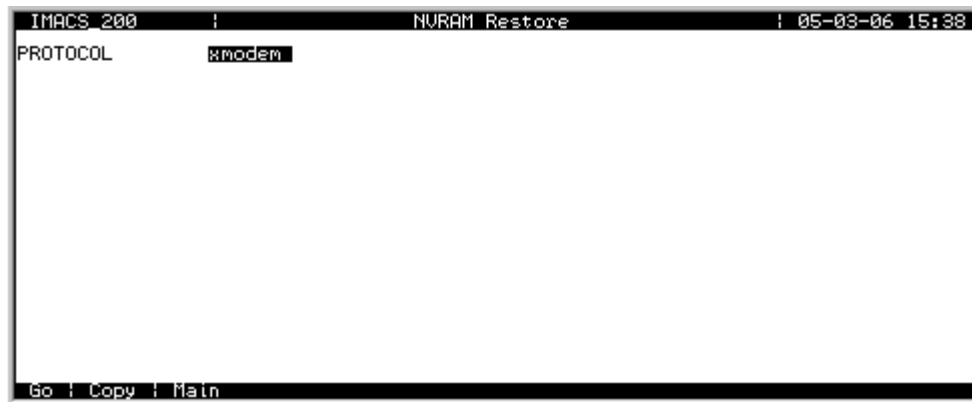 IMACS_200 ¦ NVRAM Restore ¦ 05-03-06 15:38
PROTOCOL xmodem
Go ¦ Copy ¦ Main